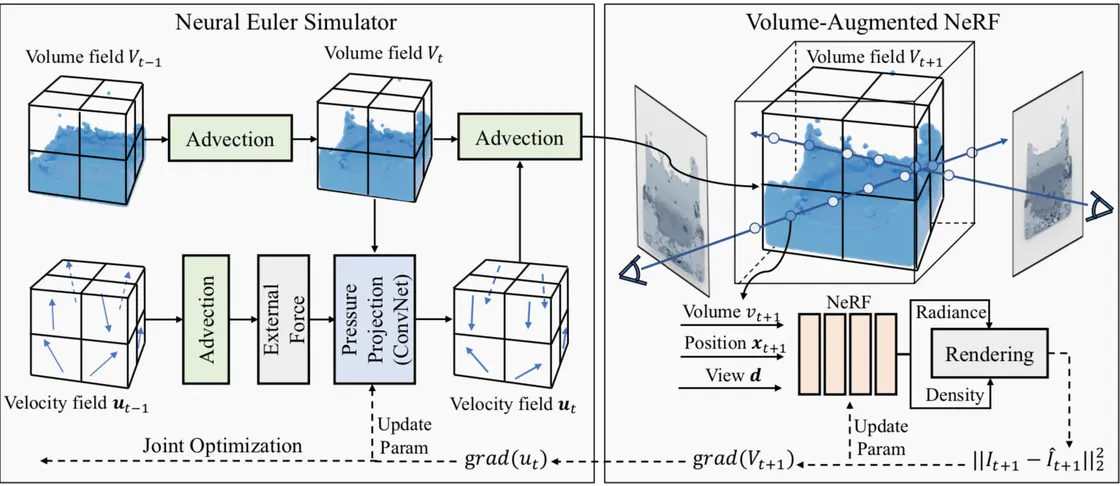 Neural Euler Simulator
Volume field V_{t−1}
Volume field V_t
Advection
Advection
Advection
External
Force
Pressure
Projection
(ConvNet)
Velocity field u_{t−1}
Velocity field u_t
Update
Param
Joint Optimization
grad(u_t)
Volume-Augmented NeRF
Volume field V_{t+1}
Volume v_{t+1}
Position x_{t+1}
View d
NeRF
Radiance
Density
Rendering
Update
Param
grad(V_{t+1})
||I_{t+1} − Î_{t+1}||_2^2